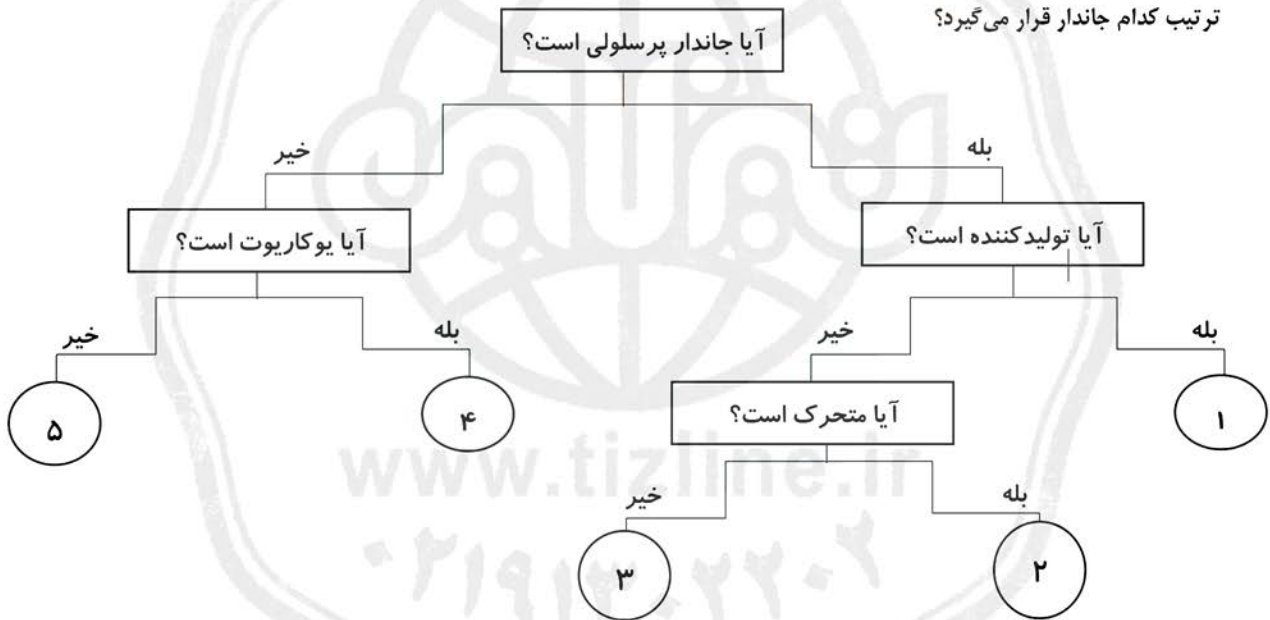 ترتیب کدام جاندار قرار می‌گیرد؟
آیا جاندار پرسلولی است؟
بله
خیر
آیا تولیدکننده است؟
آیا یوکاریوت است؟
بله
خیر
بله
خیر
۱
آیا متحرک است؟
۴
۵
بله
خیر
۲
۳
www.tizline.ir